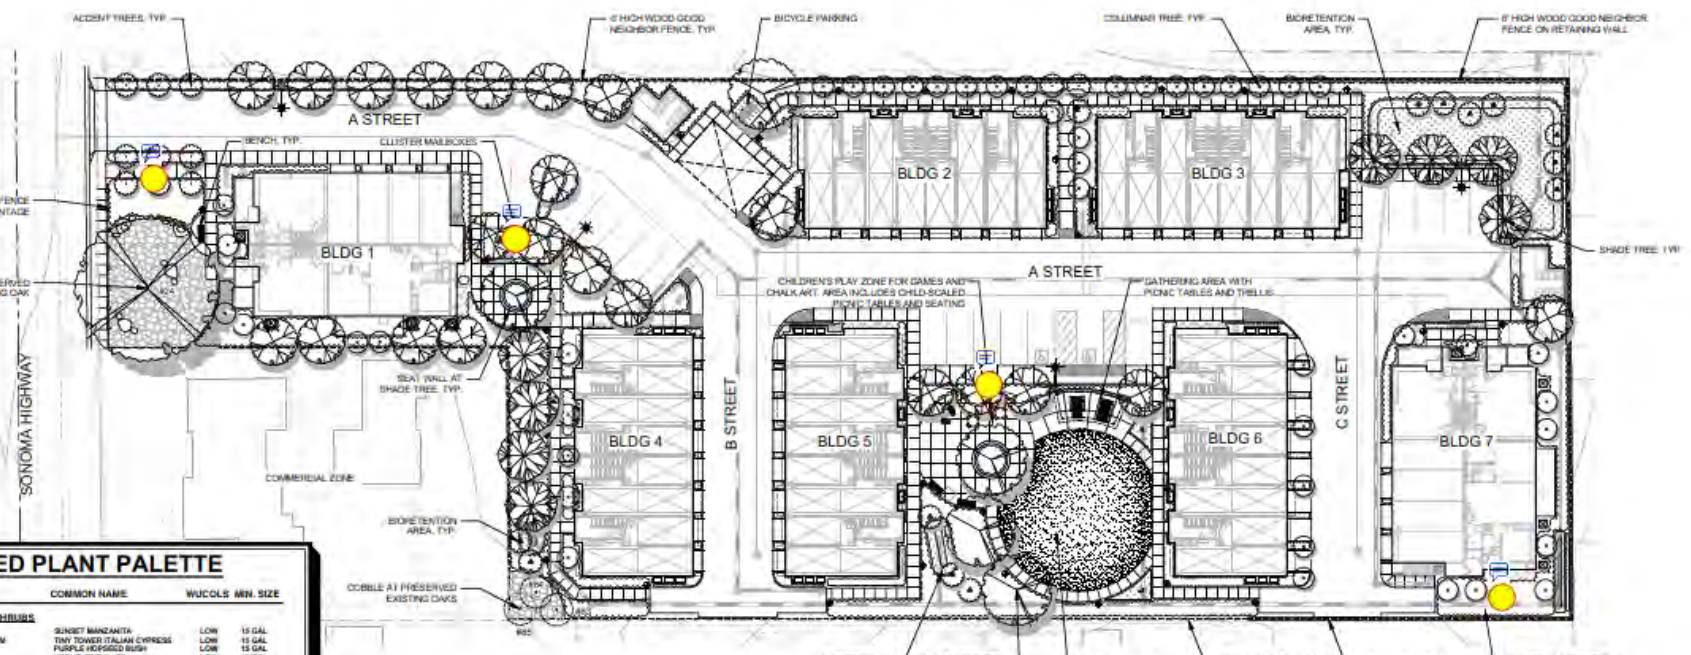 ACCENT TREES, TYP.
6' HIGH WOOD GOOD
NEIGHBOR FENCE, TYP.
BICYCLE PARKING
COLUMNAR TREE, TYP.
BIORETENTION
AREA, TYP.
6' HIGH WOOD GOOD NEIGHBOR
FENCE ON RETAINING WALL
A STREET
BENCH, TYP.
CLUSTER MAILBOXES
BLDG 2
BLDG 3
FENCE
BLDG 1
SHADE TREE, TYP.
A STREET
CHILDREN'S PLAY ZONE FOR GAMES AND
CHALK ART. AREA INCLUDES CHILD-SCALED
PICNIC TABLES AND SEATING
GATHERING AREA WITH
PICNIC TABLES AND TRELLIS
SONOMA HIGHWAY
SEAT WALL AT
SHADE TREE, TYP.
B STREET
C STREET
BLDG 4
BLDG 5
BLDG 6
BLDG 7
COMMERCIAL ZONE
BIORETENTION
AREA, TYP.
COBBLE AT PRESERVED
EXISTING OAKS
PLANT PALETTE
COMMON NAME WUCOLS MIN. SIZE
SUNSET MANZANITA LOW 15 GAL
TINY TOWER ITALIAN CYPRESS LOW 15 GAL
PURPLE HOPSEED BUSH LOW 15 GAL